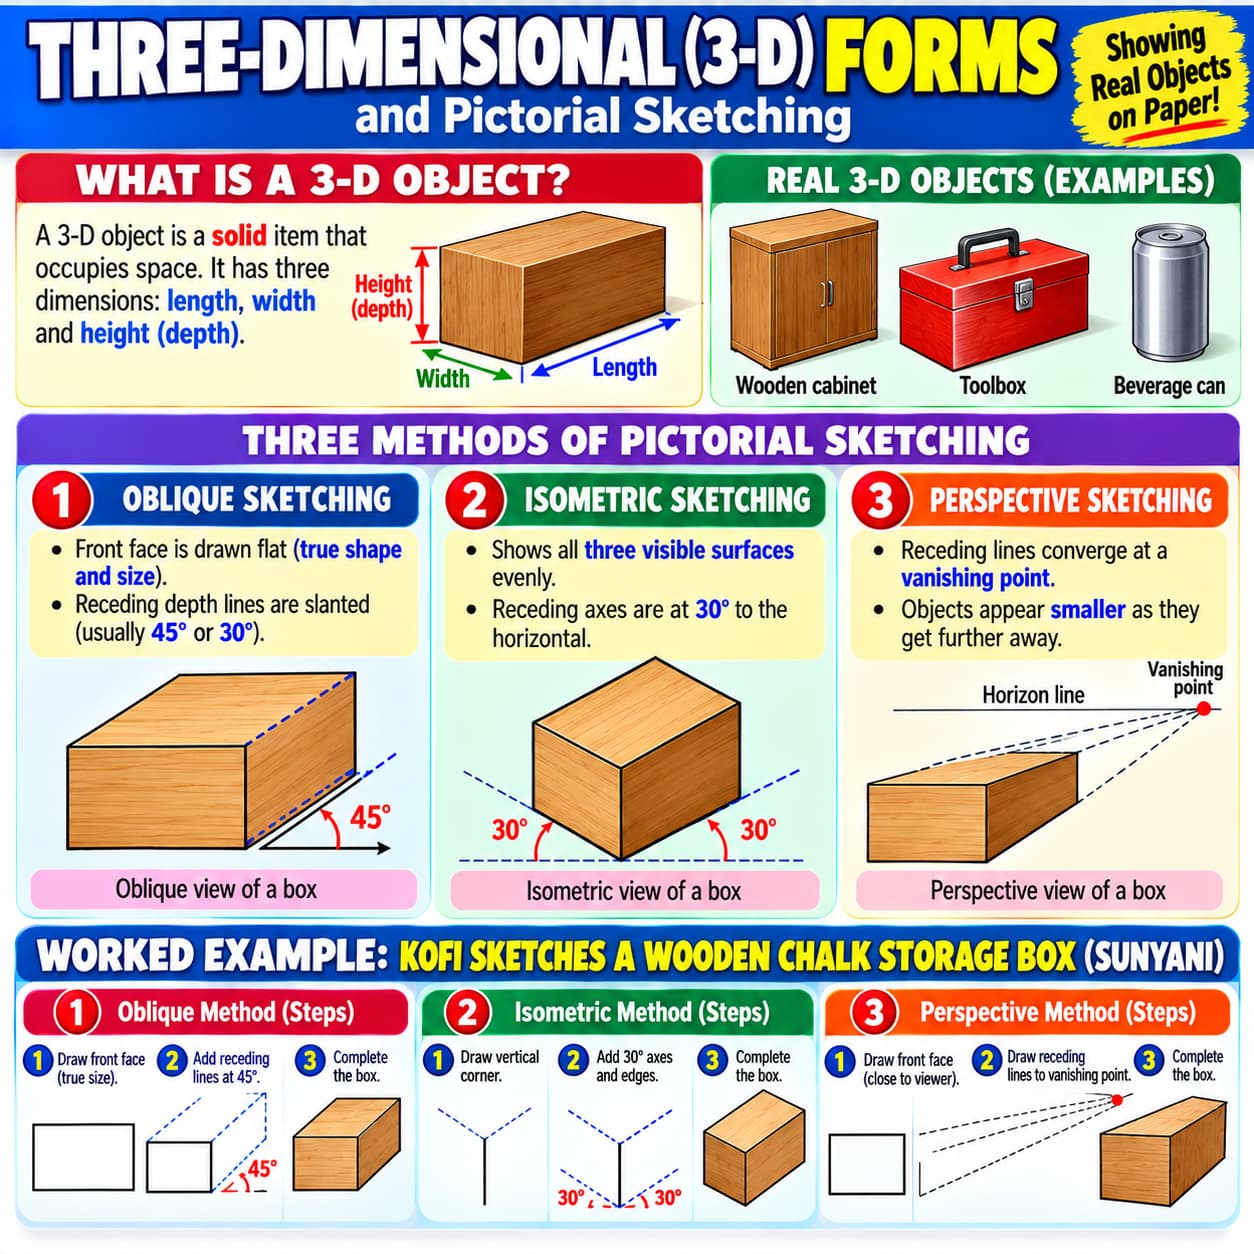 THREE-DIMENSIONAL (3-D) FORMS
and Pictorial Sketching
Showing
Real Objects
on Paper!
WHAT IS A 3-D OBJECT?
A 3-D object is a solid item that
occupies space. It has three
dimensions: length, width
and height (depth).
Height
(depth)
Width
Length
REAL 3-D OBJECTS (EXAMPLES)
Wooden cabinet
Toolbox
Beverage can
THREE METHODS OF PICTORIAL SKETCHING
1 OBLIQUE SKETCHING
• Front face is drawn flat (true shape
and size).
• Receding depth lines are slanted
(usually 45° or 30°).
45°
Oblique view of a box
2 ISOMETRIC SKETCHING
• Shows all three visible surfaces
evenly.
• Receding axes are at 30° to the
horizontal.
30°
30°
Isometric view of a box
3 PERSPECTIVE SKETCHING
• Receding lines converge at a
vanishing point.
• Objects appear smaller as they
get further away.
Vanishing
point
Horizon line
Perspective view of a box
WORKED EXAMPLE: KOFI SKETCHES A WOODEN CHALK STORAGE BOX (SUNYANI)
1 Oblique Method (Steps)
1 Draw front face
(true size).
2 Add receding
lines at 45°.
3 Complete
the box.
45°
2 Isometric Method (Steps)
1 Draw vertical
corner.
2 Add 30° axes
and edges.
3 Complete
the box.
30°
30°
3 Perspective Method (Steps)
1 Draw front face
(close to viewer).
2 Draw receding
lines to vanishing point.
3 Complete
the box.